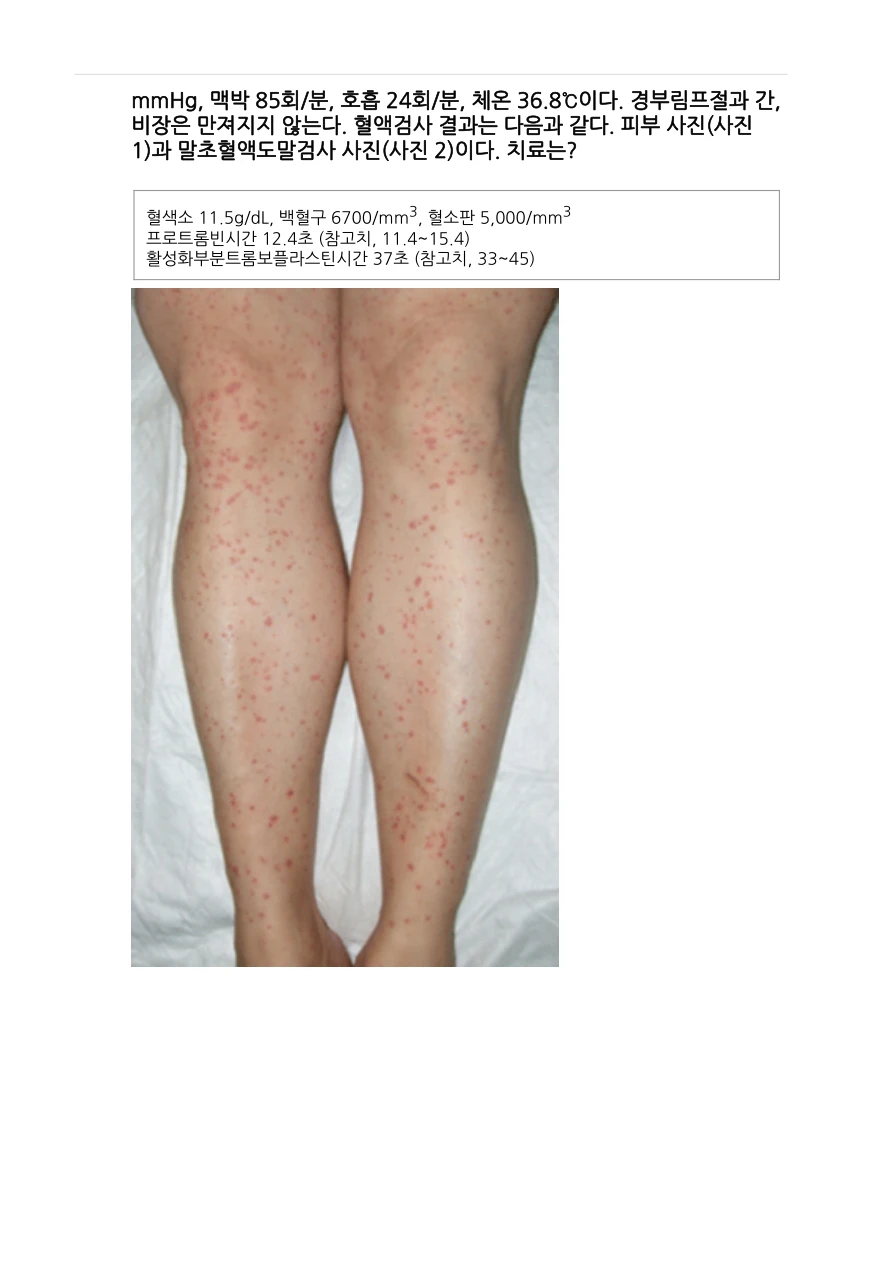 mmHg, 맥박 85회/분, 호흡 24회/분, 체온 36.8℃이다. 경부림프절과 간,
비장은 만져지지 않는다. 혈액검사 결과는 다음과 같다. 피부 사진(사진
1)과 말초혈액도말검사 사진(사진 2)이다. 치료는?
혈색소 11.5g/dL, 백혈구 6700/mm³, 혈소판 5,000/mm³
프로트롬빈시간 12.4초 (참고치, 11.4~15.4)
활성화부분트롬보플라스틴시간 37초 (참고치, 33~45)